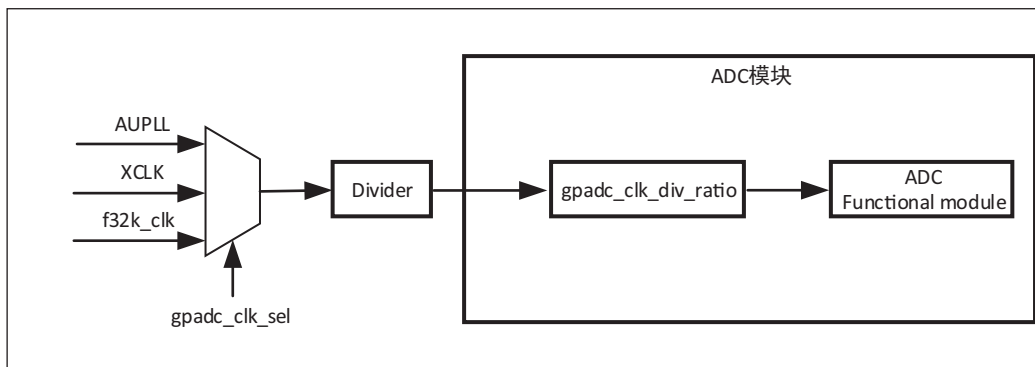 ADC模块
AUPLL
XCLK
f32k_clk
gpadc_clk_sel
Divider
gpadc_clk_div_ratio
ADC
Functional module